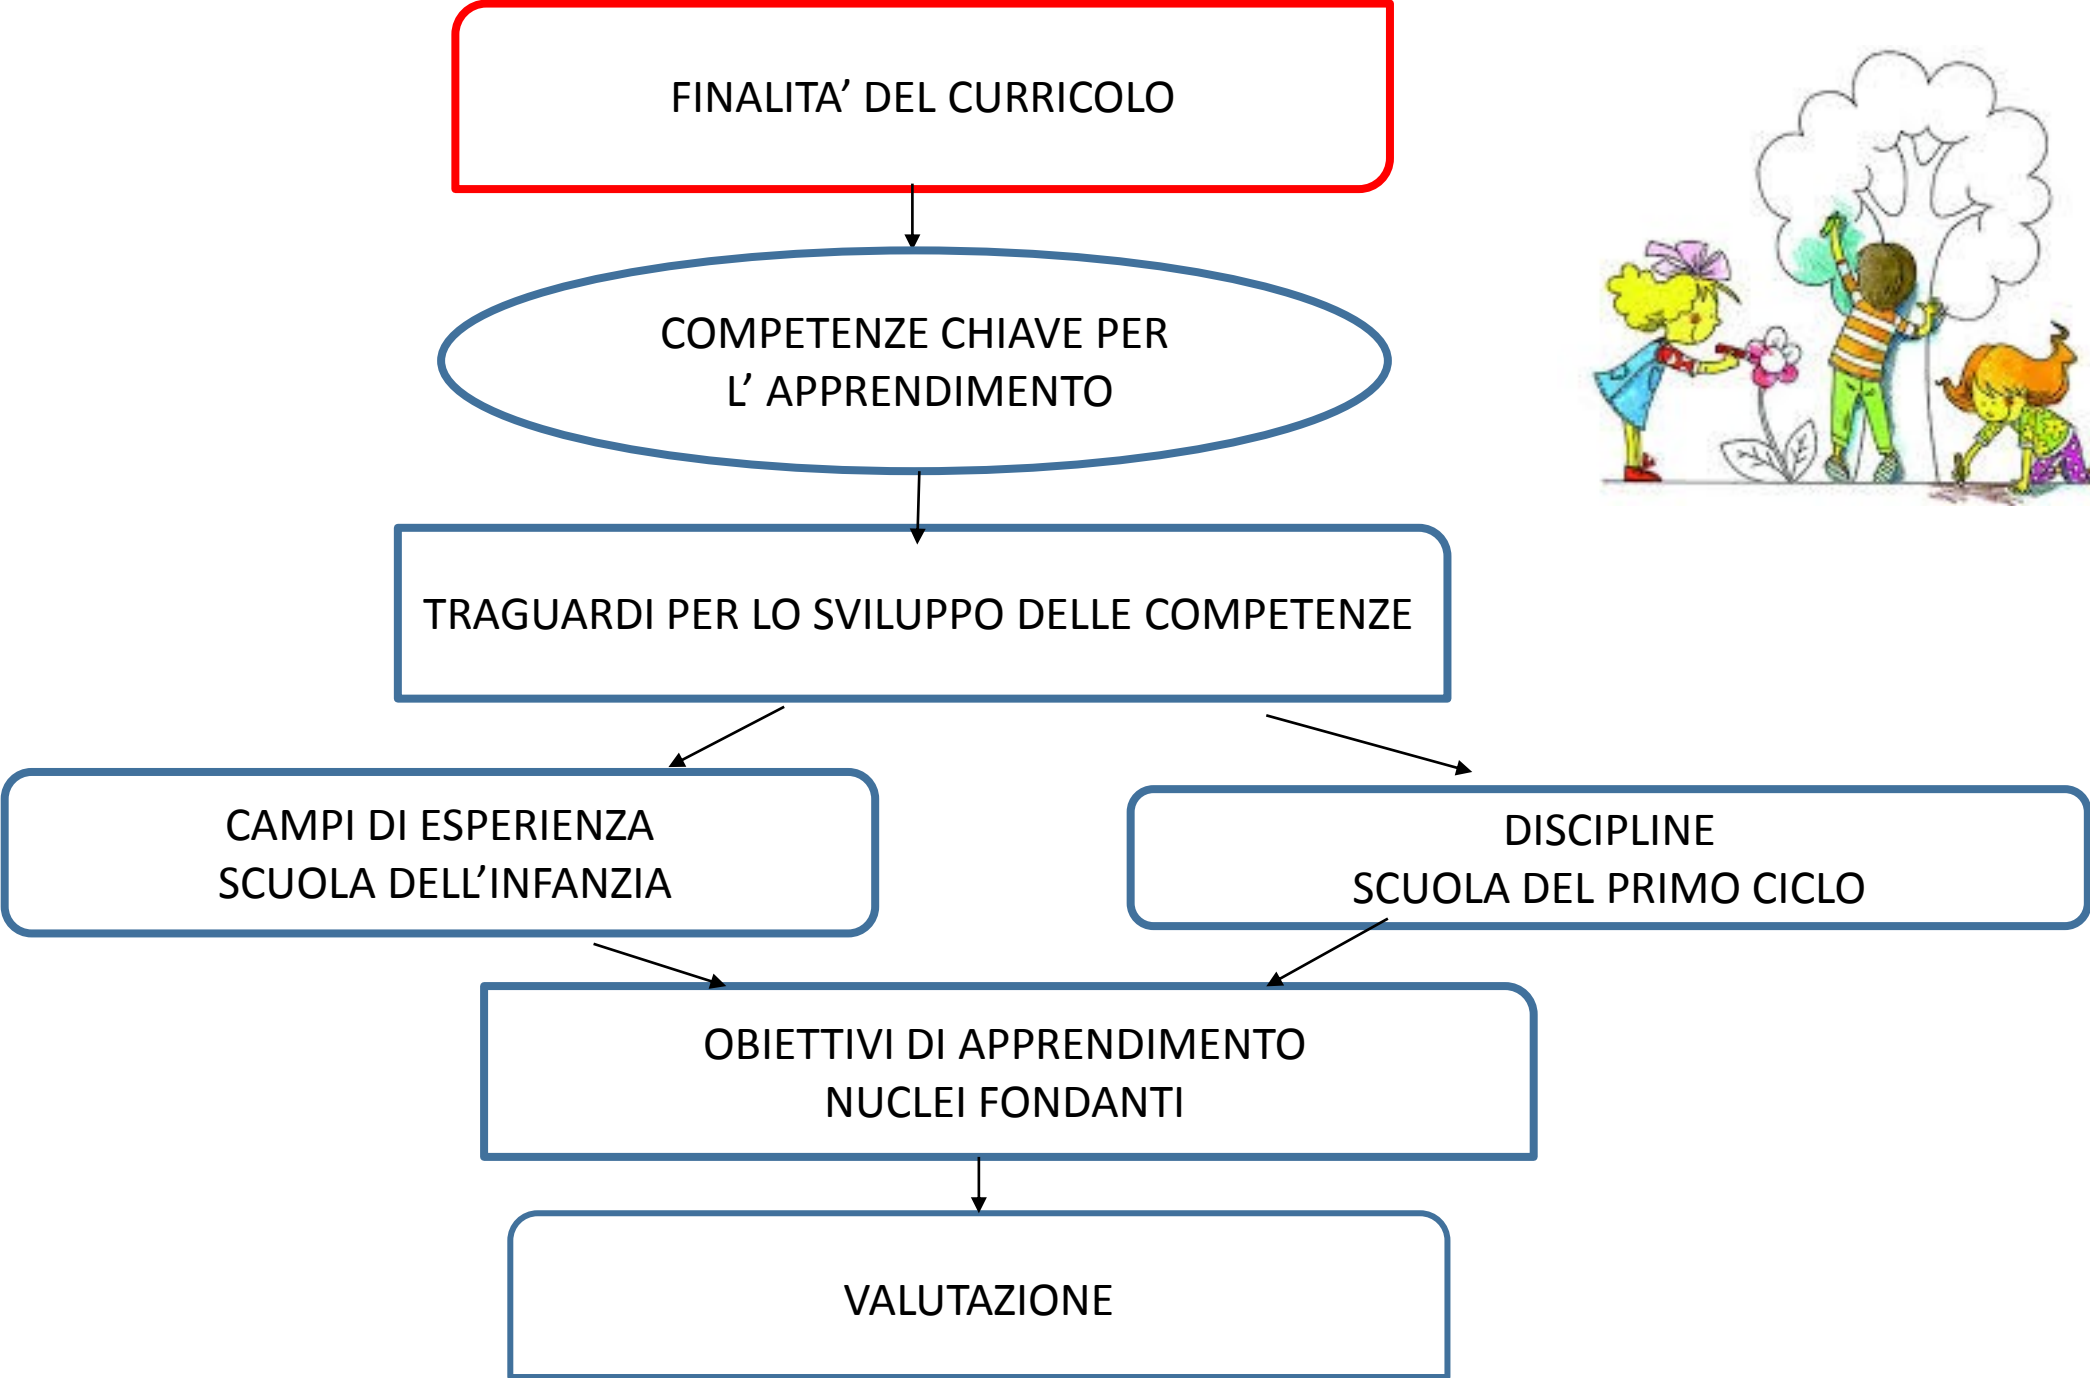 FINALITA’ DEL CURRICOLO
COMPETENZE CHIAVE PER
L’ APPRENDIMENTO
TRAGUARDI PER LO SVILUPPO DELLE COMPETENZE
CAMPI DI ESPERIENZA
SCUOLA DELL’INFANZIA
DISCIPLINE
SCUOLA DEL PRIMO CICLO
OBIETTIVI DI APPRENDIMENTO
NUCLEI FONDANTI
VALUTAZIONE